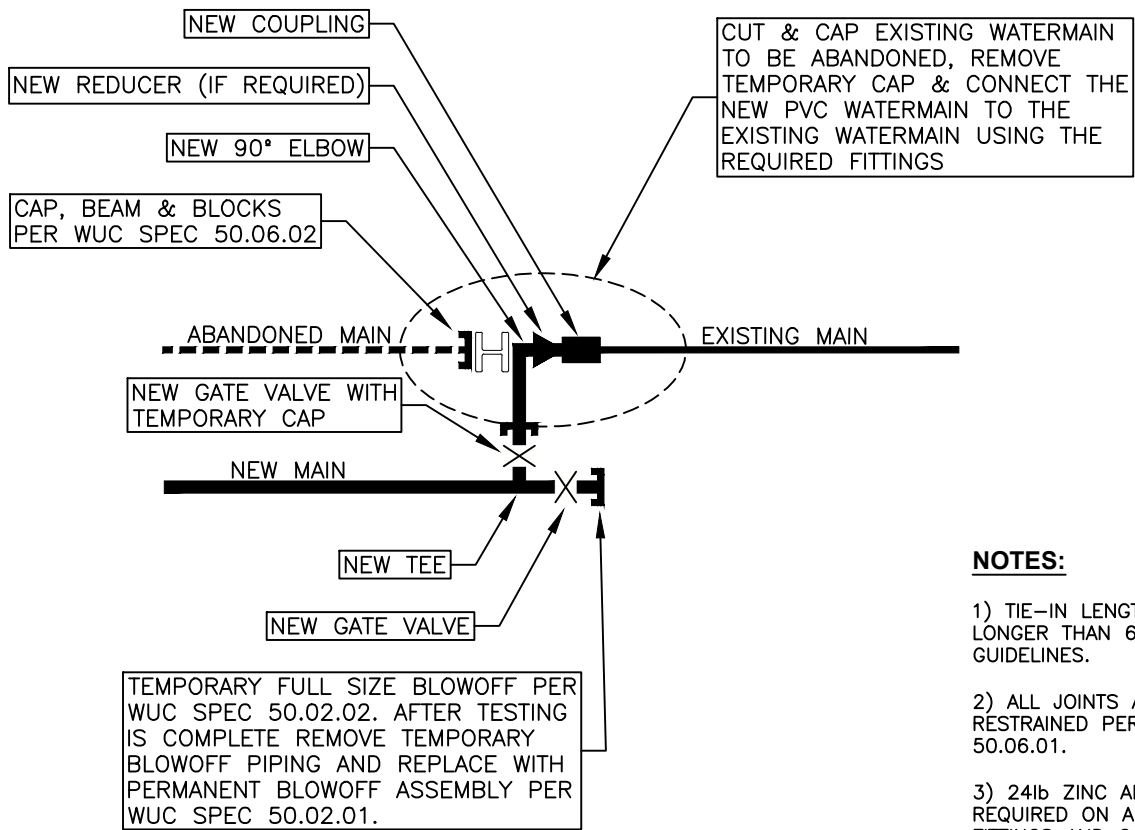 NEW COUPLING
NEW REDUCER (IF REQUIRED)
NEW 90° ELBOW
CAP, BEAM & BLOCKS
PER WUC SPEC 50.06.02
CUT & CAP EXISTING WATERMAIN
TO BE ABANDONED, REMOVE
TEMPORARY CAP & CONNECT THE
NEW PVC WATERMAIN TO THE
EXISTING WATERMAIN USING THE
REQUIRED FITTINGS
ABANDONED MAIN
EXISTING MAIN
NEW GATE VALVE WITH
TEMPORARY CAP
NEW MAIN
NEW TEE
NEW GATE VALVE
TEMPORARY FULL SIZE BLOWOFF PER
WUC SPEC 50.02.02. AFTER TESTING
IS COMPLETE REMOVE TEMPORARY
BLOWOFF PIPING AND REPLACE WITH
PERMANENT BLOWOFF ASSEMBLY PER
WUC SPEC 50.02.01.
NOTES:
1) TIE-IN LENGT
LONGER THAN 6
GUIDELINES.
2) ALL JOINTS A
RESTRAINED PER
50.06.01.
3) 24lb ZINC A
REQUIRED ON A